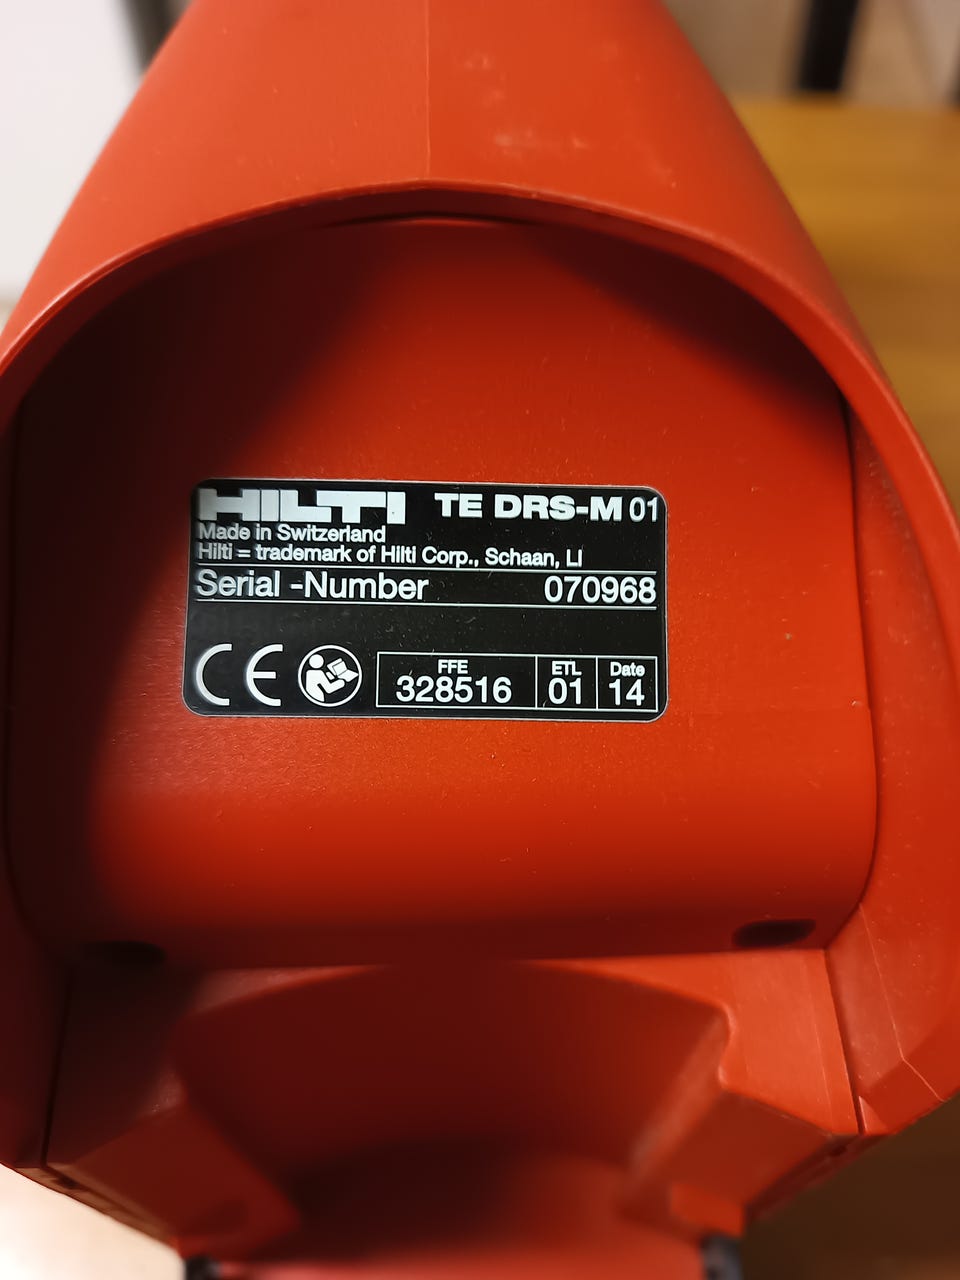 HILTI TE DRS-M 01
Made in Switzerland
Hilti = trademark of Hilti Corp., Schaan, LI
Serial -Number 070968
CE
FFE ETL Date
328516 01 14